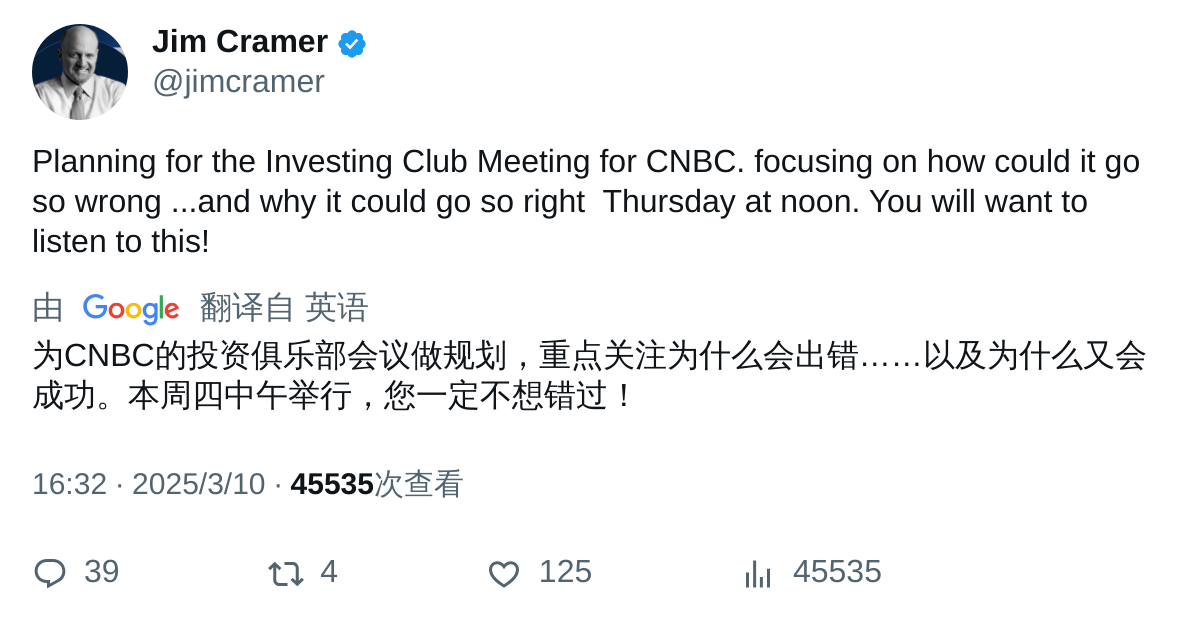 Jim Cramer
@jimcramer
Planning for the Investing Club Meeting for CNBC. focusing on how could it go
so wrong ...and why it could go so right  Thursday at noon. You will want to
listen to this!
由 Google 翻译自 英语
为CNBC的投资俱乐部会议做规划，重点关注为什么会出错……以及为什么又会
成功。本周四中午举行，您一定不想错过！
16:32 · 2025/3/10 · 45535次查看
39 4 125 45535